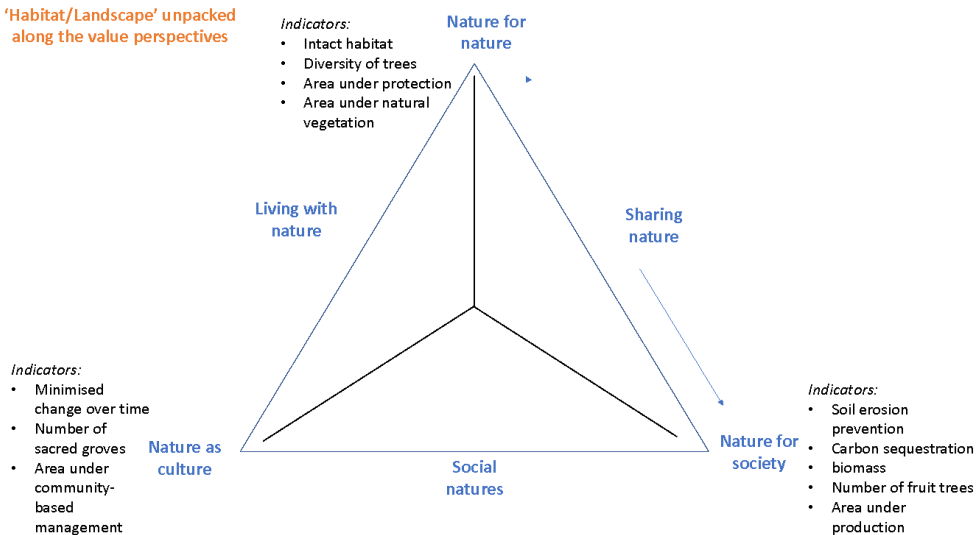 ‘Habitat/Landscape’ unpacked
along the value perspectives
Indicators:
• Intact habitat
• Diversity of trees
• Area under protection
• Area under natural
vegetation
Nature for
nature
Living with
nature
Sharing
nature
Indicators:
• Minimised
change over time
• Number of
sacred groves
• Area under
community-
based
management
Nature as
culture
Social
natures
Nature for
society
Indicators:
• Soil erosion
prevention
• Carbon sequestration
• biomass
• Number of fruit trees
• Area under
production